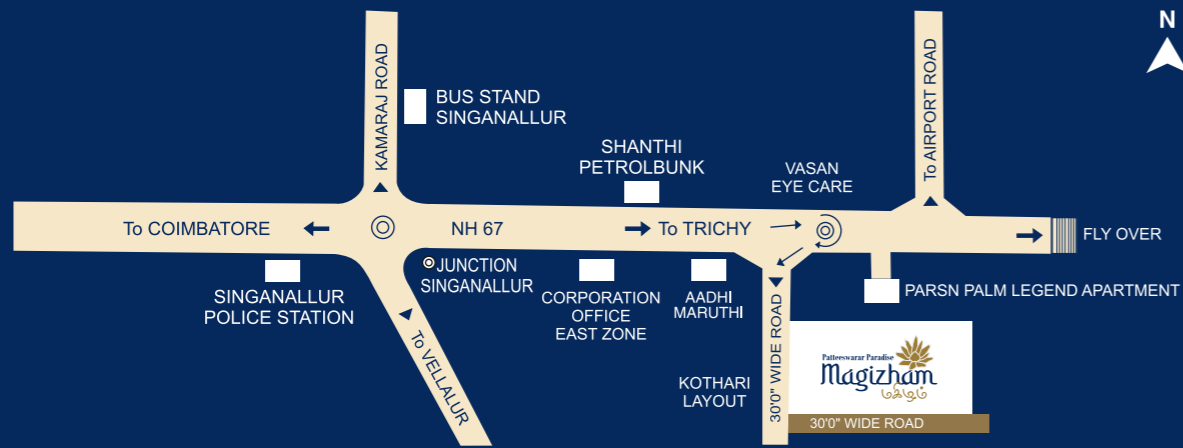 N
KAMARAJ ROAD
BUS STAND
SINGANALLUR
SHANTHI
PETROLBUNK
VASAN
EYE CARE
To AIRPORT ROAD
To COIMBATORE
NH 67
To TRICHY
FLY OVER
SINGANALLUR
POLICE STATION
JUNCTION
SINGANALLUR
CORPORATION
OFFICE
EAST ZONE
AADHI
MARUTHI
PARSN PALM LEGEND APARTMENT
To VELLALUR
KOTHARI
LAYOUT
30'0" WIDE ROAD
Patteeswarar Paradise
Magizham
மகிழம்
30'0" WIDE ROAD